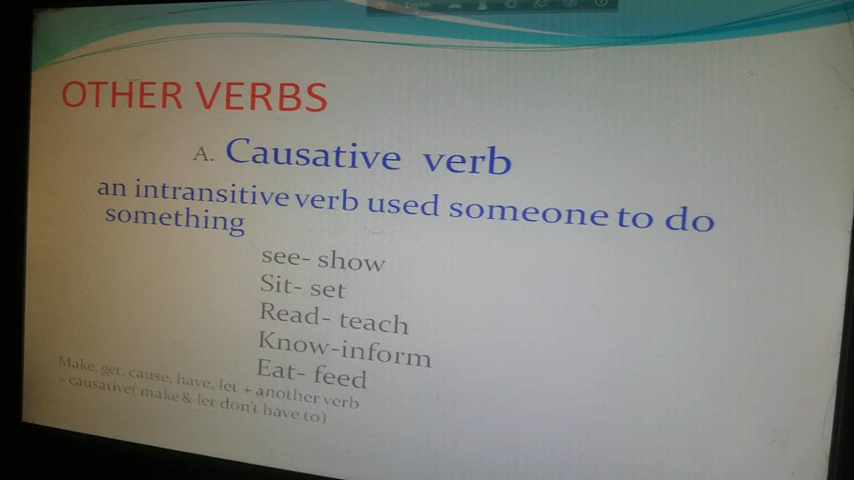 OTHER VERBS
A. Causative verb
an intransitive verb used someone to do
something
see- show
Sit- set
Read- teach
Know-inform
Eat- feed
Make, get, cause, have, let + another verb
= causative( make& let don't have to)
English